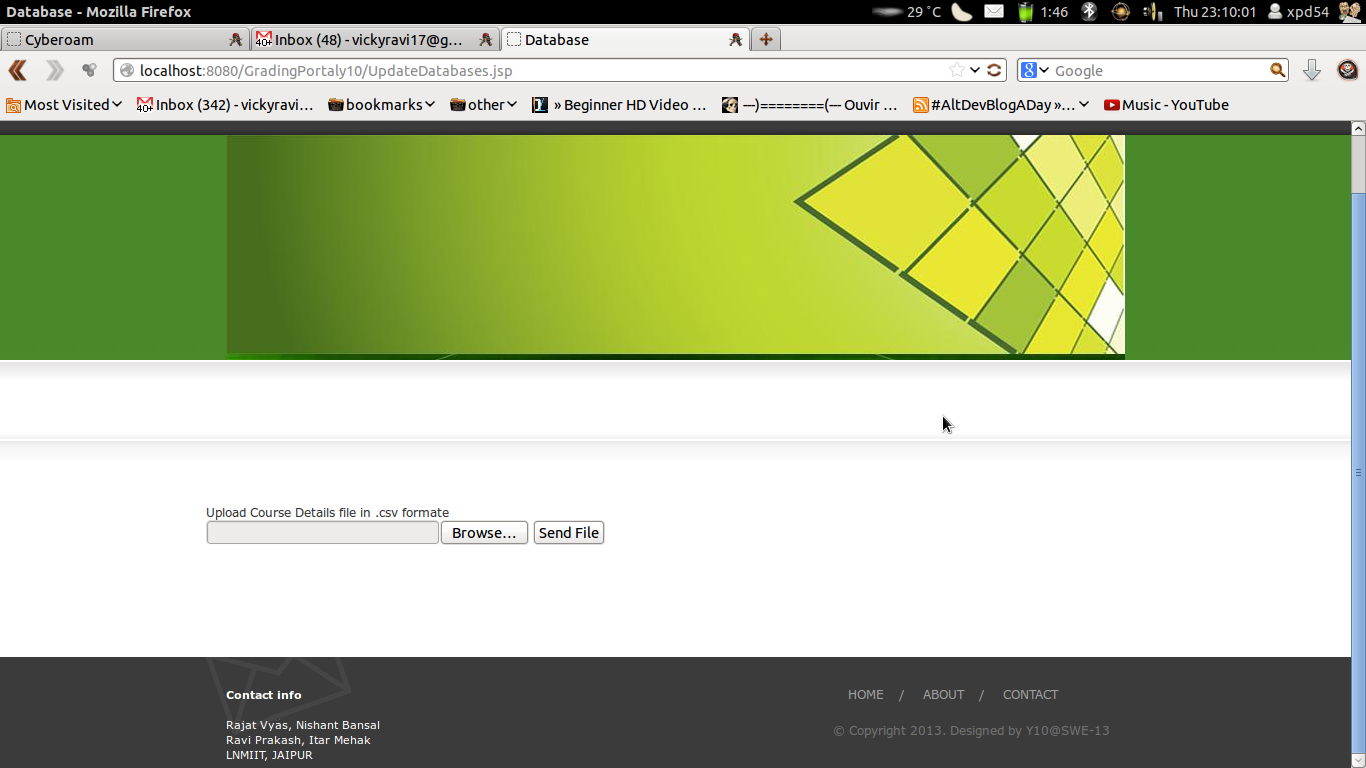 Database - Mozilla Firefox 29 °C 1:46 Thu 23:10:01 xpd54
Cyberoam 40+ Inbox (48) - vickyravi17@g... Database
localhost:8080/GradingPortaly10/UpdateDatabases.jsp 8 Google
Most Visited 40+ Inbox (342) - vickyravi... bookmarks other » Beginner HD Video ... ---)========(--- Ouvir ... #AltDevBlogADay »... Music - YouTube
Upload Course Details file in .csv formate
Browse... Send File
Contact info
HOME / ABOUT / CONTACT
Rajat Vyas, Nishant Bansal
Ravi Prakash, Itar Mehak
LNMIIT, JAIPUR
© Copyright 2013. Designed by Y10@SWE-13